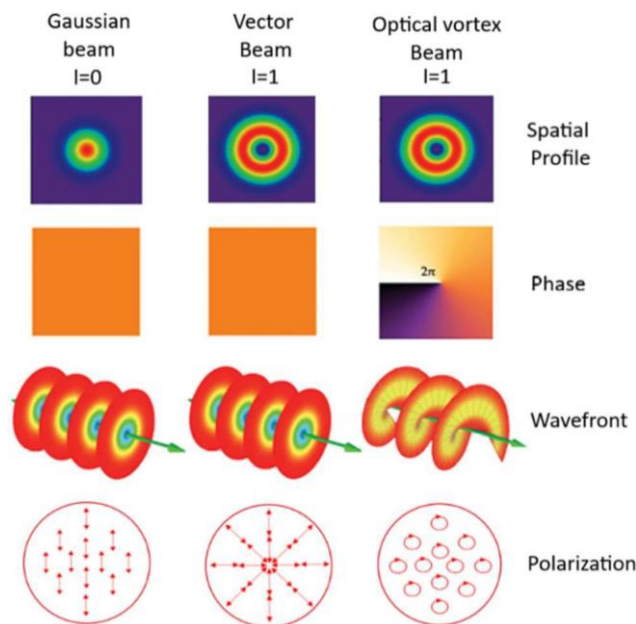 Gaussian
beam
l=0
Vector
Beam
l=1
Optical vortex
Beam
l=1
Spatial
Profile
2π
Phase
Wavefront
Polarization